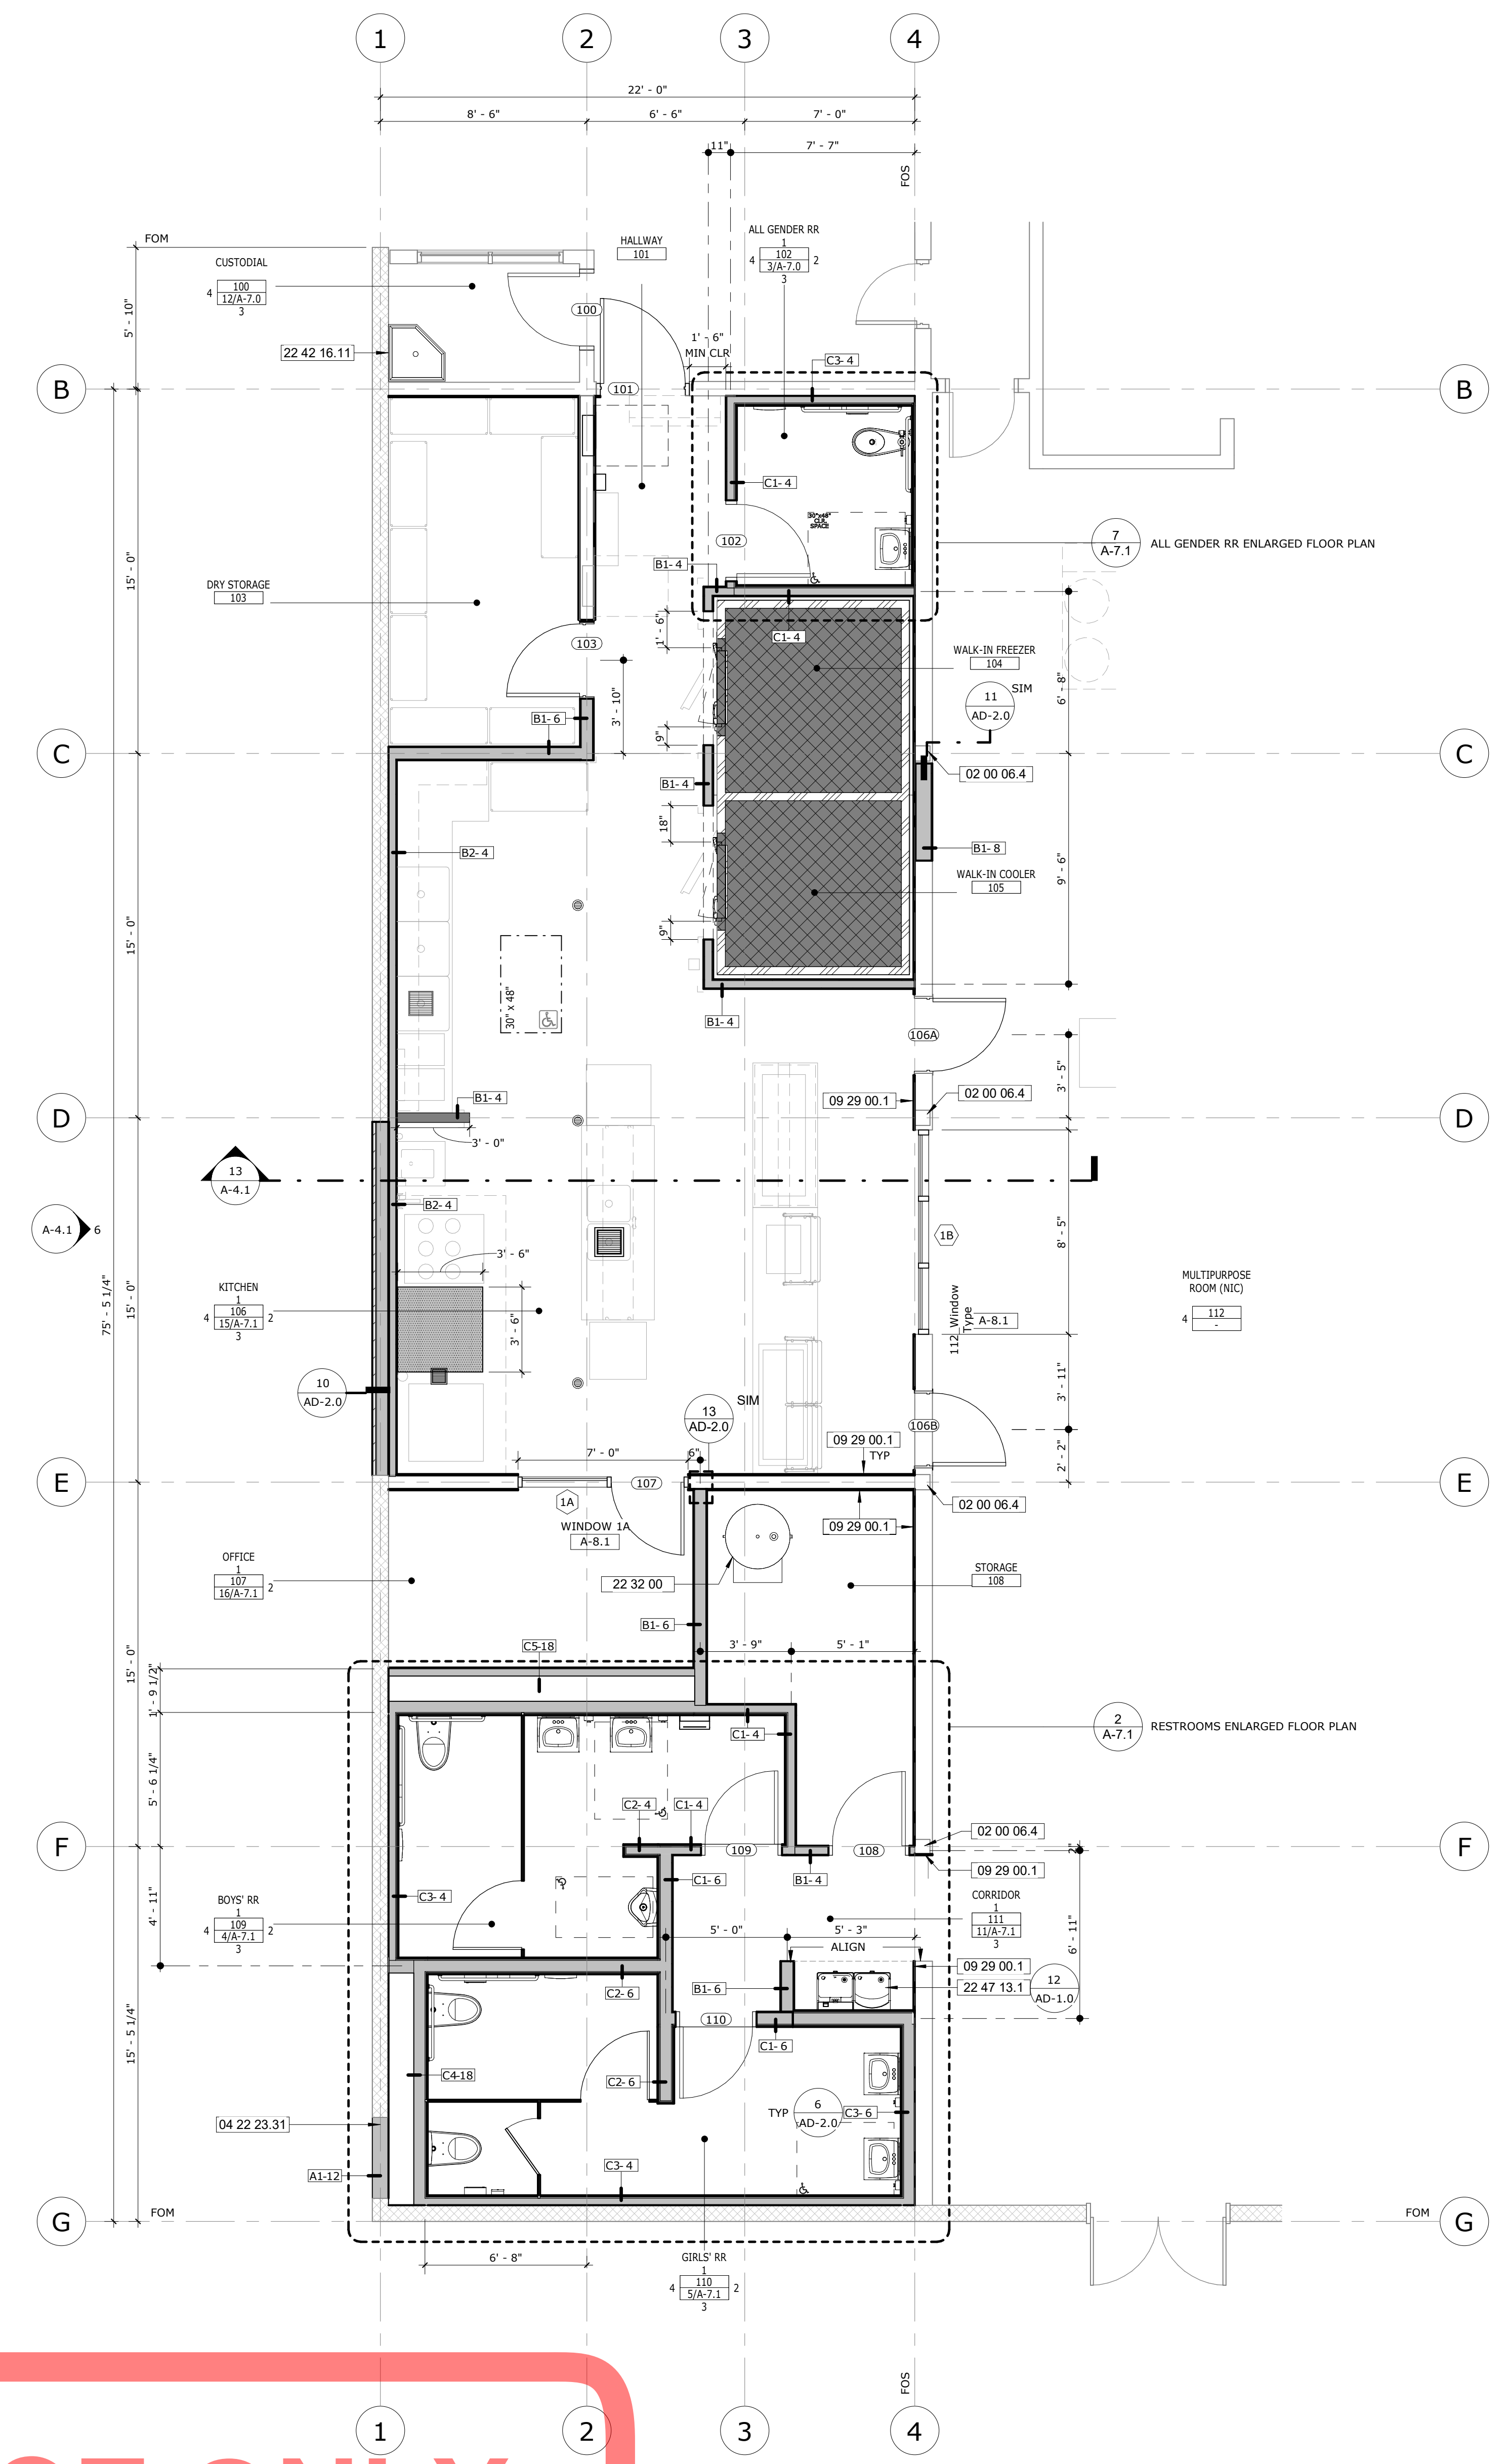 1
2
3
4
22' - 0"
8' - 6"
6' - 6"
7' - 0"
11"
7' - 7"
FOS
FOM
HALLWAY
101
ALL GENDER RR
1
4 102 2
3/A-7.0
3
CUSTODIAL
4 100
12/A-7.0
3
5' - 10"
100
22 42 16.11
1' - 6"
MIN CLR
C3- 4
101
B
B
C1- 4
30"x48"
CLR
SPACE
102
7
A-7.1
ALL GENDER RR ENLARGED FLOOR PLAN
15' - 0"
B1- 4
DRY STORAGE
103
1' - 6"
C1- 4
103
WALK-IN FREEZER
104
6' - 8"
11
AD-2.0
SIM
3' - 10"
B1- 6
9"
C
C
02 00 06.4
B1- 4
18"
B2- 4
B1- 8
WALK-IN COOLER
105
9' - 6"
15' - 0"
9"
30" x 48"
B1- 4
106A
3' - 5"
B1- 4
09 29 00.1
02 00 06.4
D
D
3' - 0"
13
A-4.1
B2- 4
A-4.1
6
1B
8' - 5"
3' - 6"
KITCHEN
1
4 106 2
15/A-7.1
3
3' - 6"
75' - 5 1/4"
15' - 0"
112 Window
Type
A-8.1
MULTIPURPOSE
ROOM (NIC)
4 112
-
10
AD-2.0
3' - 11"
13
AD-2.0
SIM
106B
7' - 0"
6"
09 29 00.1
TYP
2' - 2"
E
E
107
1A
02 00 06.4
WINDOW 1A
A-8.1
09 29 00.1
OFFICE
1
107 2
16/A-7.1
22 32 00
STORAGE
108
B1- 6
C5-18
3' - 9"
5' - 1"
15' - 0"
1' - 9 1/2"
2
A-7.1
RESTROOMS ENLARGED FLOOR PLAN
C1- 4
5' - 6 1/4"
C2- 4
C1- 4
02 00 06.4
F
F
109
108
2"
09 29 00.1
C1- 6
B1- 4
C3- 4
BOYS' RR
1
4 109 2
4/A-7.1
3
4' - 11"
CORRIDOR
1
111
11/A-7.1
3
5' - 0"
5' - 3"
6' - 11"
ALIGN
09 29 00.1
22 47 13.1
12
AD-1.0
B1- 6
C2- 6
110
C1- 6
15' - 5 1/4"
C4-18
C2- 6
TYP
6
AD-2.0
C3- 6
04 22 23.31
A1-12
C3- 4
FOM
FOM
G
G
6' - 8"
GIRLS' RR
1
4 110 2
5/A-7.1
3
FOS
1
2
3
4
ONLY